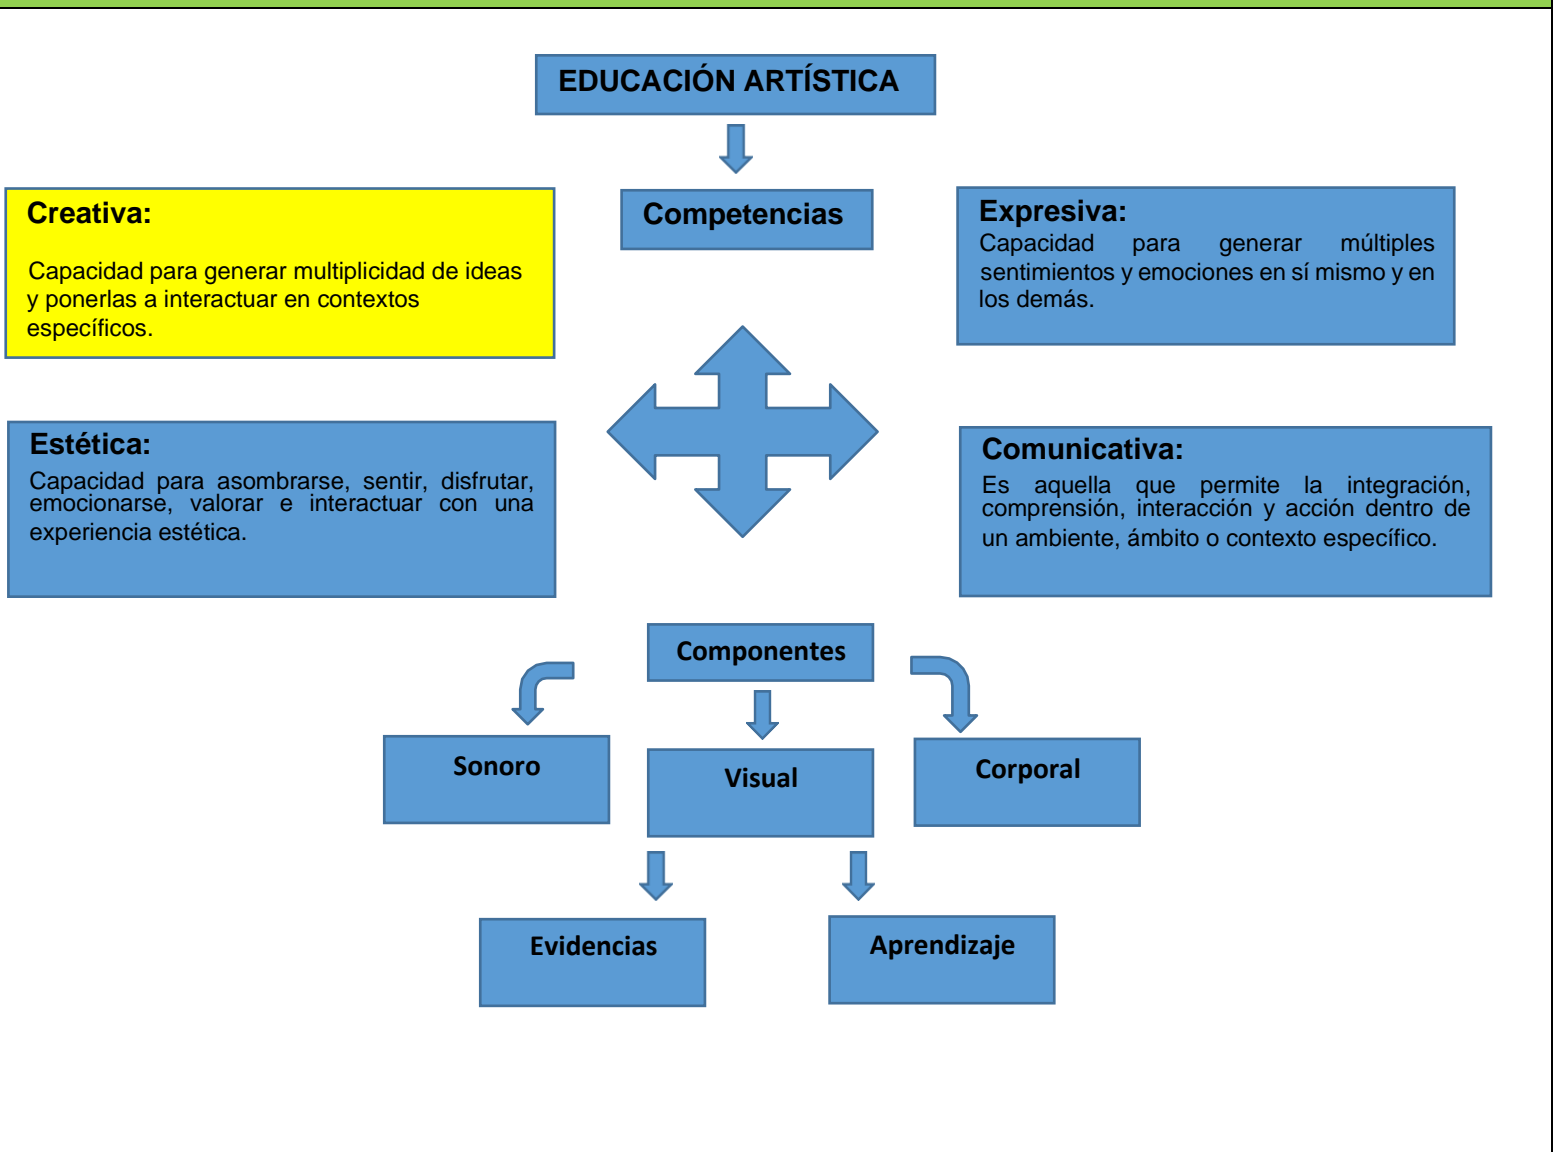 EDUCACIÓN ARTÍSTICA
Competencias
Creativa:
Capacidad para generar multiplicidad de ideas
y ponerlas a interactuar en contextos
específicos.
Expresiva:
Capacidad para generar múltiples
sentimientos y emociones en sí mismo y en
los demás.
Estética:
Capacidad para asombrarse, sentir, disfrutar,
emocionarse, valorar e interactuar con una
experiencia estética.
Comunicativa:
Es aquella que permite la integración,
comprensión, interacción y acción dentro de
un ambiente, ámbito o contexto específico.
Componentes
Sonoro
Visual
Corporal
Evidencias
Aprendizaje